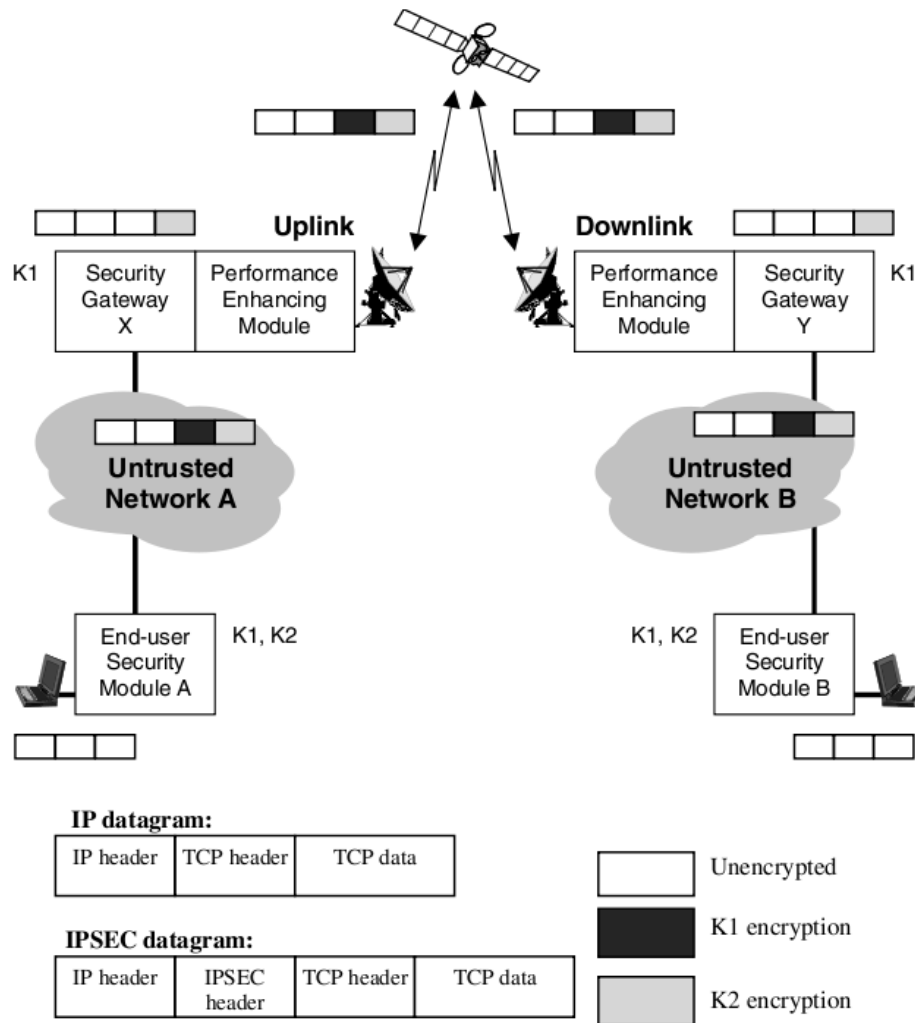 Uplink
Downlink
K1
Security
Gateway
X
Performance
Enhancing
Module
Performance
Enhancing
Module
Security
Gateway
Y
K1
Untrusted
Network A
Untrusted
Network B
End-user
Security
Module A
K1, K2
K1, K2
End-user
Security
Module B
IP datagram:
IP header TCP header TCP data
IPSEC datagram:
IP header IPSEC header TCP header TCP data
Unencrypted
K1 encryption
K2 encryption